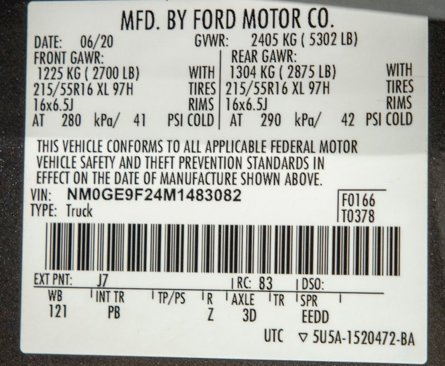 MFD. BY FORD MOTOR CO.
DATE: 06/20 GVWR: 2405 KG ( 5302 LB)
FRONT GAWR: REAR GAWR:
1225 KG ( 2700 LB) WITH 1304 KG ( 2875 LB) WITH
215/55R16 XL 97H TIRES 215/55R16 XL 97H TIRES
16x6.5J RIMS 16x6.5J RIMS
AT 280 kPa/ 41 PSI COLD AT 290 kPa/ 42 PSI COLD
THIS VEHICLE CONFORMS TO ALL APPLICABLE FEDERAL MOTOR
VEHICLE SAFETY AND THEFT PREVENTION STANDARDS IN
EFFECT ON THE DATE OF MANUFACTURE SHOWN ABOVE.
VIN: NM0GE9F24M1483082 F0166
TYPE: Truck T0378
EXT PNT: J7 RC: 83 DSO:
WB INT TR TP/PS R AXLE TR SPR
121 PB Z 3D EEDD
UTC ▽ 5U5A-1520472-BA